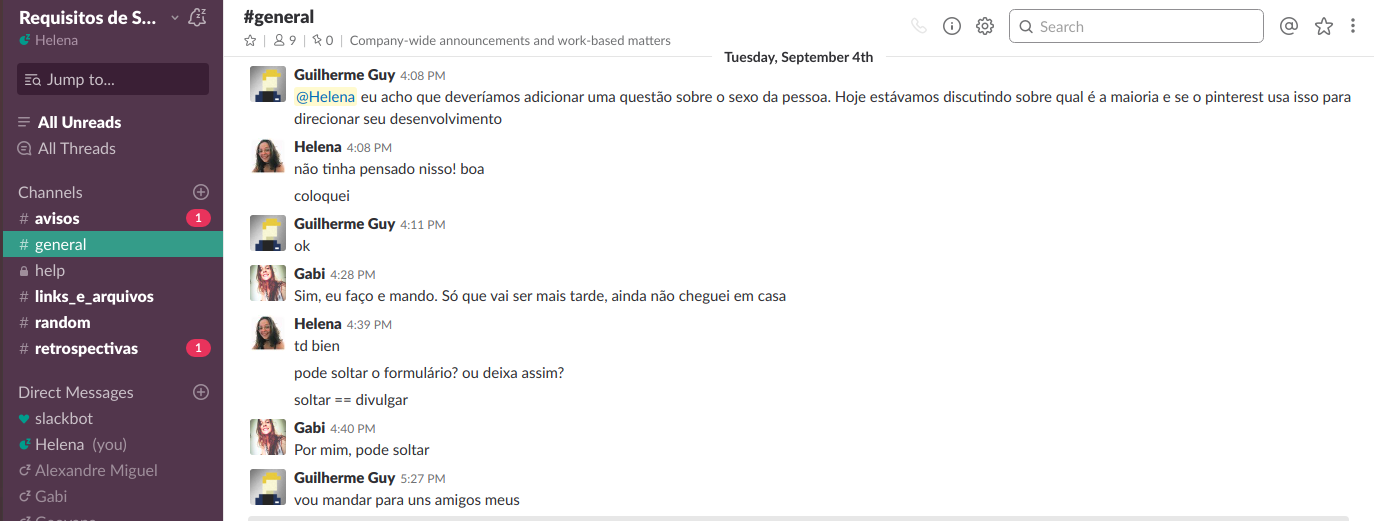 Requisitos de S...
Helena
Jump to...
All Unreads
All Threads
Channels
# avisos 1
# general
help
# links_e_arquivos
# random
# retrospectivas 1
Direct Messages
slackbot
Helena (you)
Alexandre Miguel
Gabi
#general
9 | 0 | Company-wide announcements and work-based matters
Search
Tuesday, September 4th
Guilherme Guy 4:08 PM
@Helena eu acho que deveríamos adicionar uma questão sobre o sexo da pessoa. Hoje estávamos discutindo sobre qual é a maioria e se o pinterest usa isso para
direcionar seu desenvolvimento
Helena 4:08 PM
não tinha pensado nisso! boa
coloquei
Guilherme Guy 4:11 PM
ok
Gabi 4:28 PM
Sim, eu faço e mando. Só que vai ser mais tarde, ainda não cheguei em casa
Helena 4:39 PM
td bien
pode soltar o formulário? ou deixa assim?
soltar == divulgar
Gabi 4:40 PM
Por mim, pode soltar
Guilherme Guy 5:27 PM
vou mandar para uns amigos meus